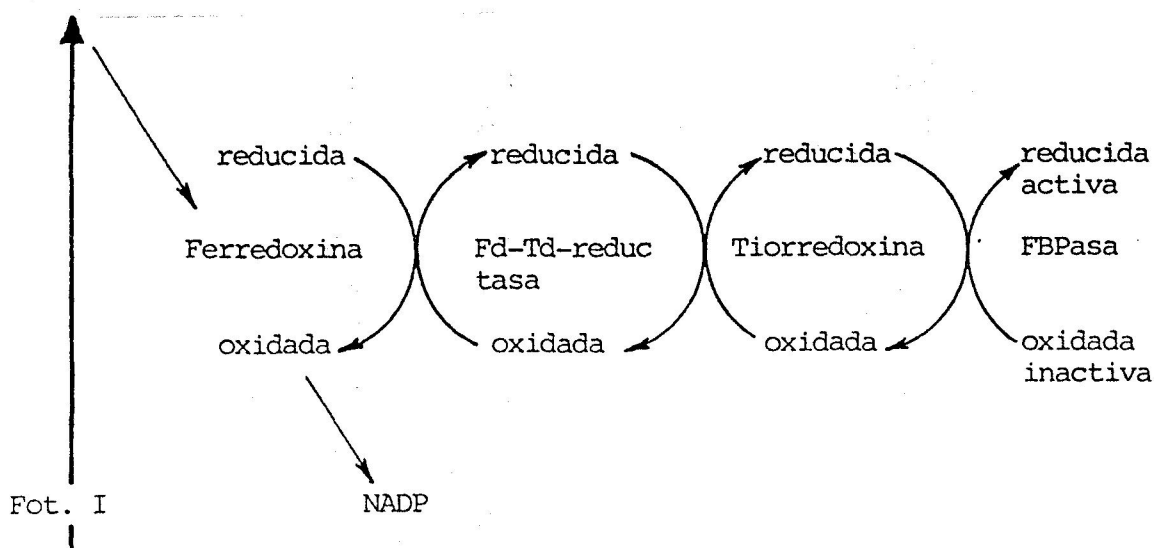 reducida reducida reducida reducida
activa
Ferredoxina Fd-Td-reduc Tiorredoxina FBPasa
tasa
oxidada oxidada oxidada oxidada
inactiva
Fot. I NADP